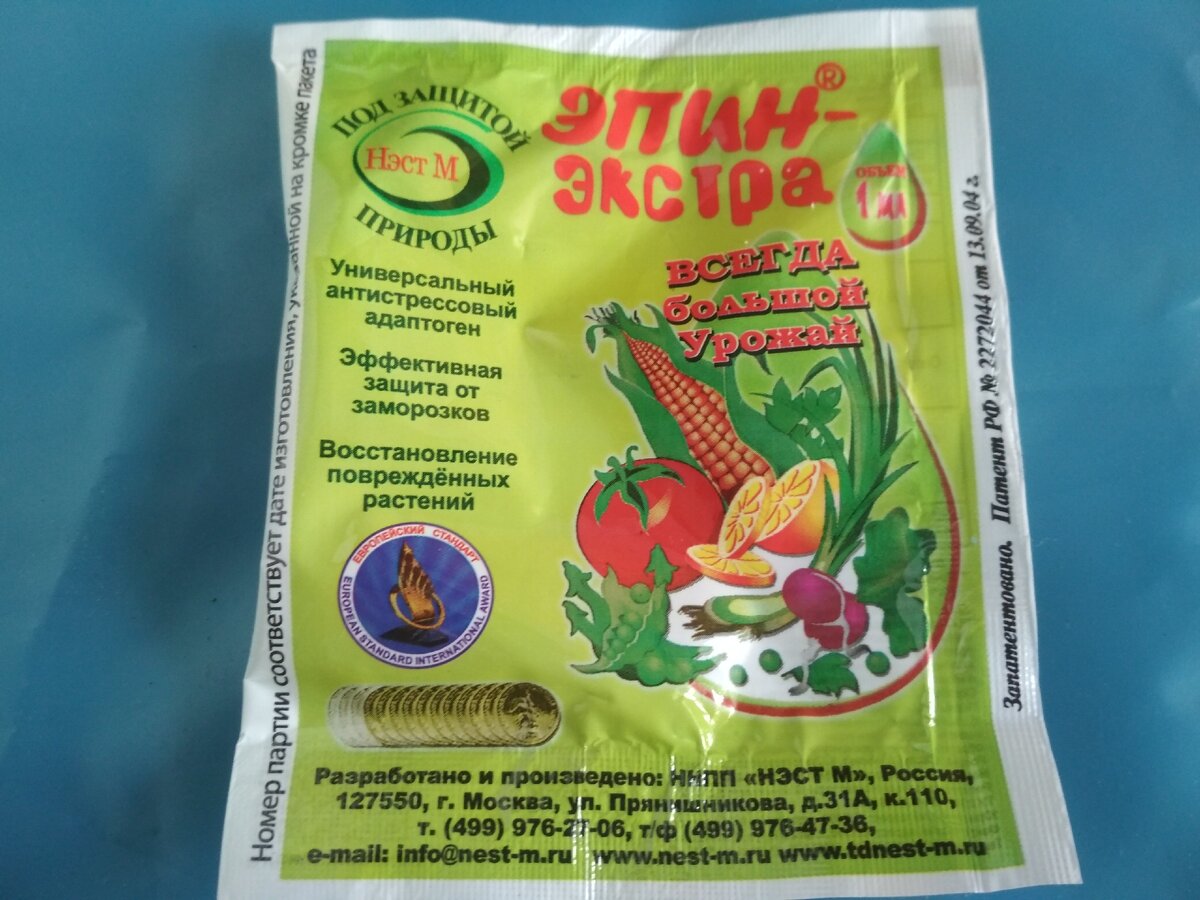 Номер партии соответствует дате изготовления, указанной на кромке пакета
ПОД ЗАЩИТОЙ
НэСТ М
ПРИРОДЫ
ЭПИН®-
ЭКСТРА
ОБЪЕМ
1 мл
Универсальный
антистрессовый
адаптоген
Эффективная
защита от
заморозков
Восстановление
повреждённых
растений
ВСЕГДА
большой
Урожай
ЕВРОПЕЙСКИЙ СТАНДАРТ
EUROPEAN STANDARD INTERNATIONAL AWARD
Запатентовано. Патент РФ № 2272044 от 13.09.04 г.
Разработано и произведено: ННПП «НЭСТ М», Россия,
127550, г. Москва, ул. Прянишникова, д.31А, к.110,
т. (499) 976-27-06, т/ф (499) 976-47-36,
e-mail: info@nest-m.ru www.nest-m.ru www.tdnest-m.ru